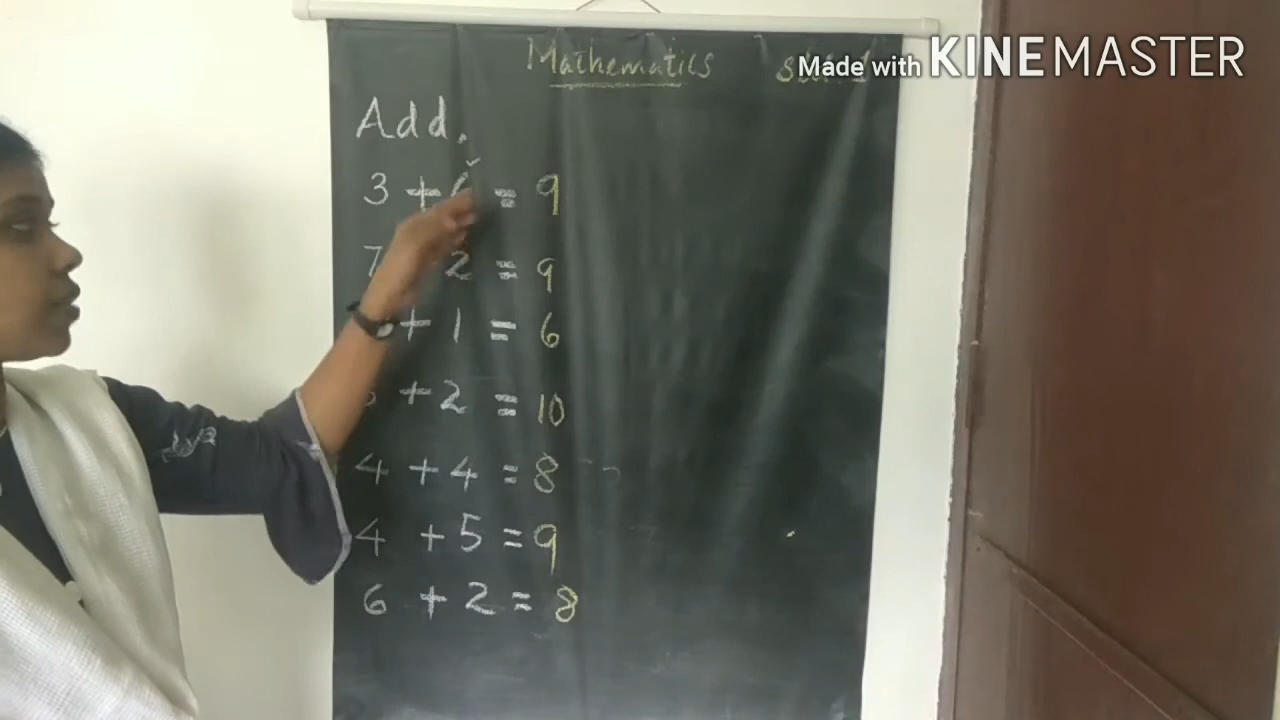 Mathematics
Made with KINEMASTER
Add.
3 + 6 = 9
7 2 = 9
+ 1 = 6
+ 2 = 10
4 + 4 = 8
4 + 5 = 9
6 + 2 = 8